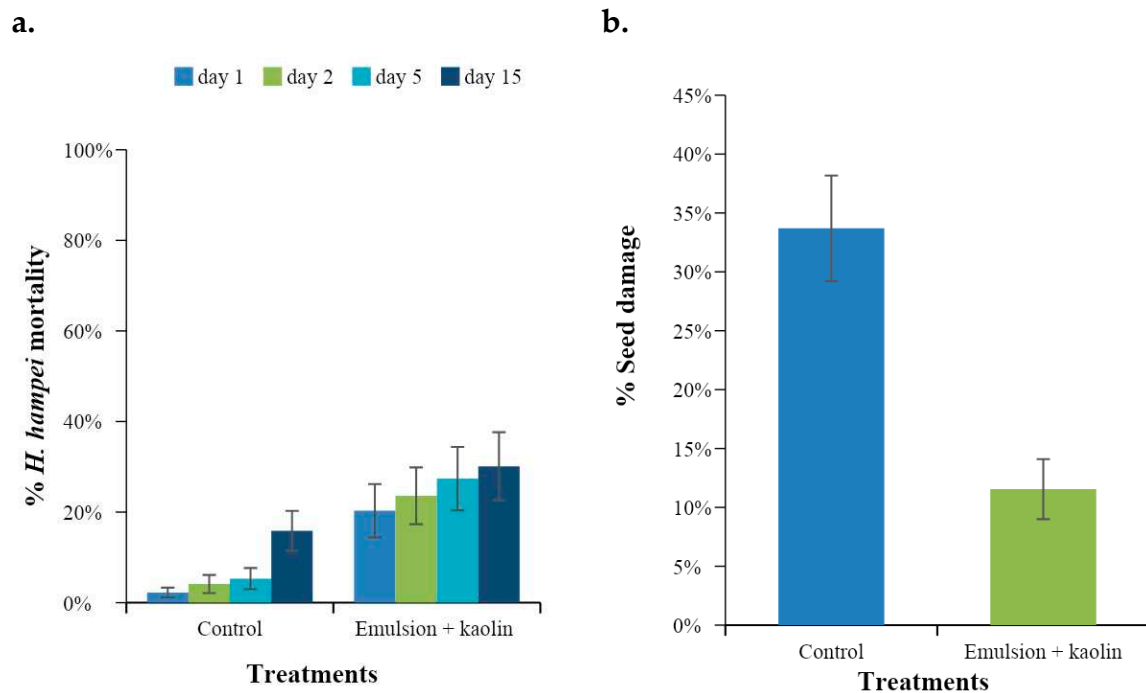 a.
day 1 day 2 day 5 day 15
100%
80%
60%
40%
20%
0%
% H. hampei mortality
Control Emulsion + kaolin
Treatments
b.
45%
40%
35%
30%
25%
20%
15%
10%
5%
0%
% Seed damage
Control Emulsion + kaolin
Treatments